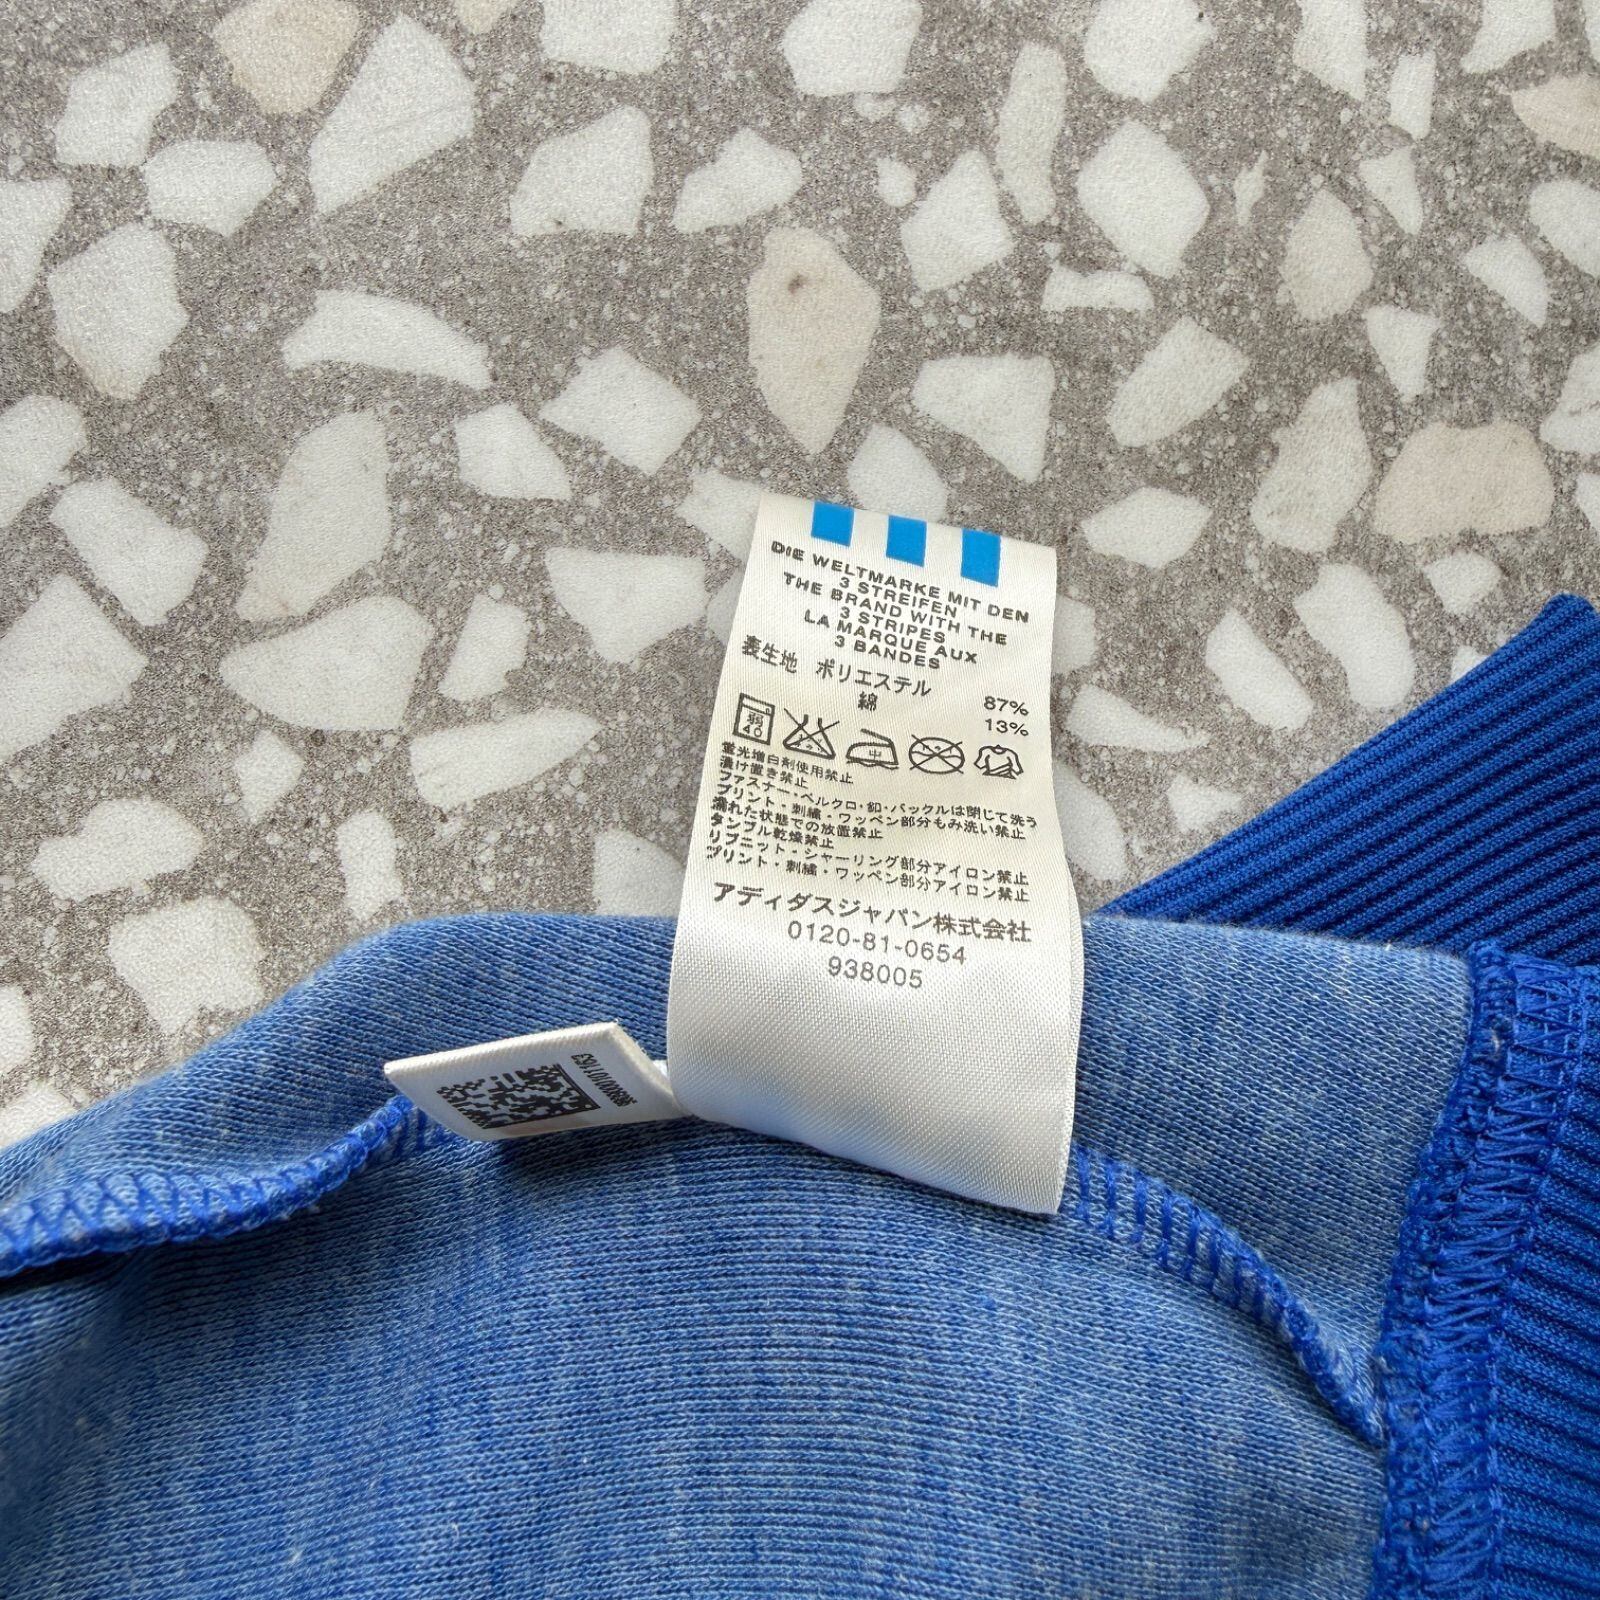 DIE WELTMARKE MIT DEN
3 STREIFEN
THE BRAND WITH THE
3 STRIPES
LA MARQUE AUX
3 BANDES
表生地 ポリエステル 87%
綿 13%
弱
40
蛍光増白剤使用禁止
漬け置き禁止
ファスナー・ベルクロ・釦・バックルは閉じて洗う
プリント・刺繍・ワッペン部分もみ洗い禁止
濡れた状態での放置禁止
タンブル乾燥禁止
リブニット・シャーリング部分アイロン禁止
プリント・刺繍・ワッペン部分アイロン禁止
アディダスジャパン株式会社
0120-81-0654
938005